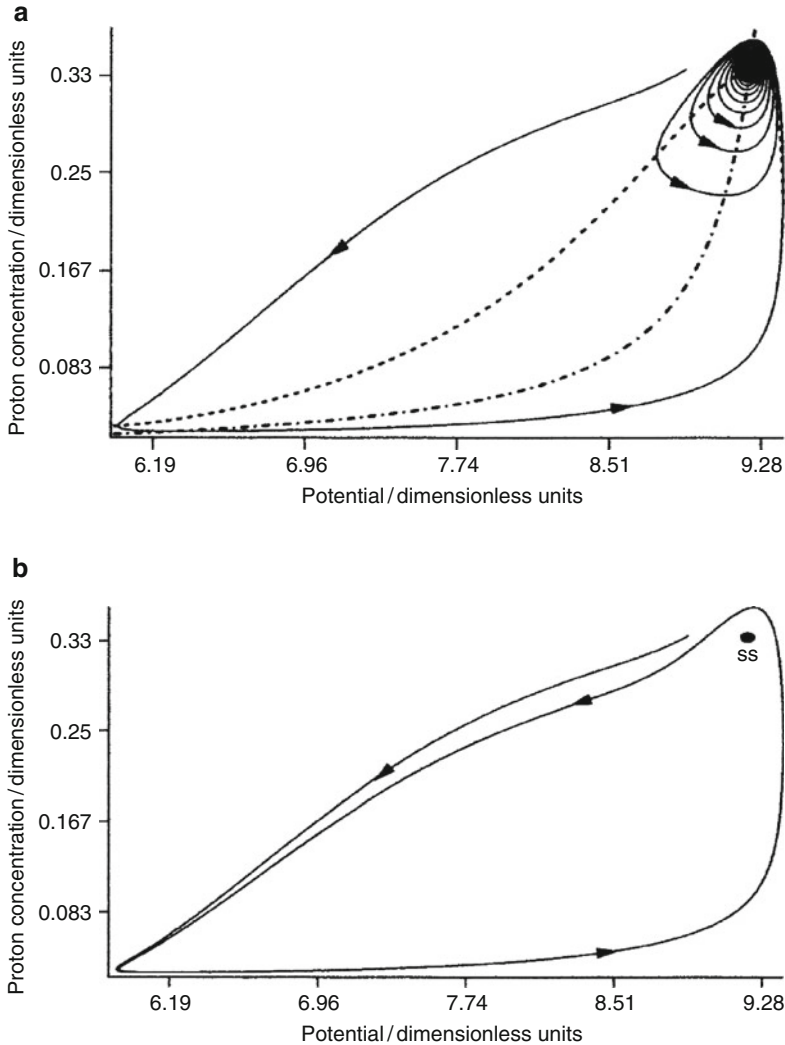 a
Proton concentration / dimensionless units
0.33
0.25
0.167
0.083
6.19 6.96 7.74 8.51 9.28
Potential / dimensionless units
b
Proton concentration / dimensionless units
0.33
0.25
0.167
0.083
ss
6.19 6.96 7.74 8.51 9.28
Potential / dimensionless units